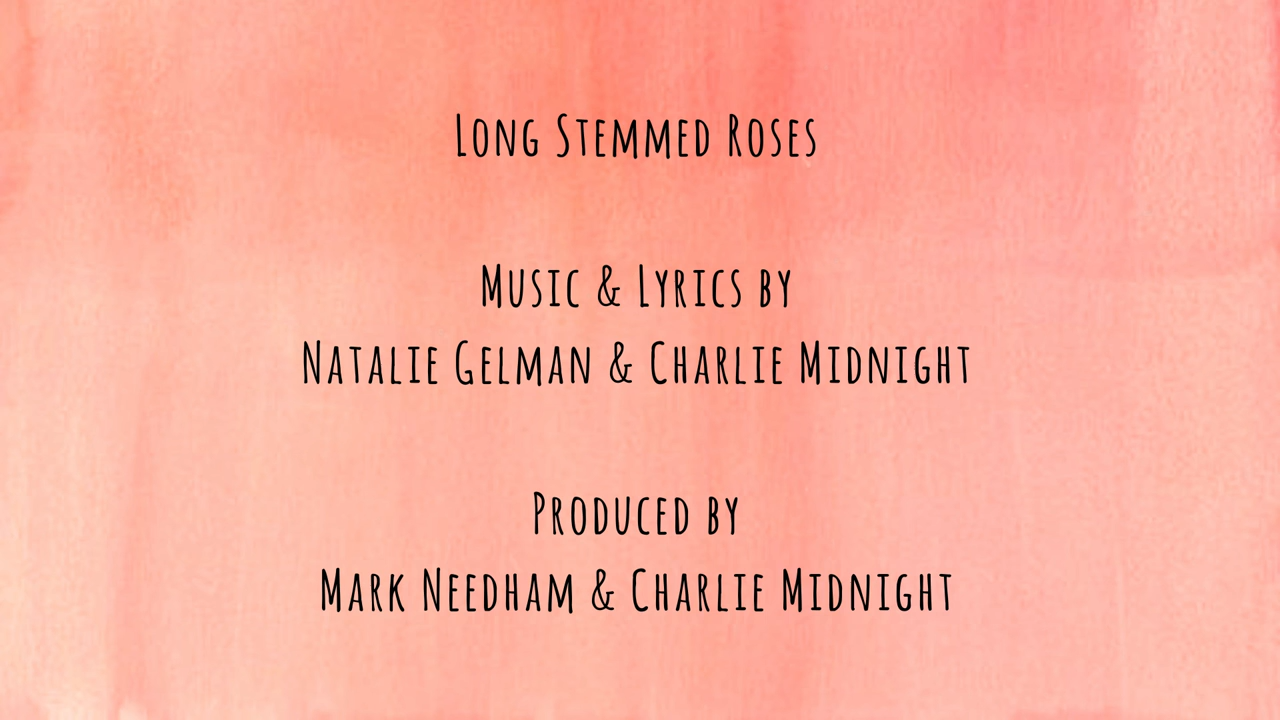 Long Stemmed Roses
Music & Lyrics by
Natalie Gelman & Charlie Midnight
Produced by
Mark Needham & Charlie Midnight